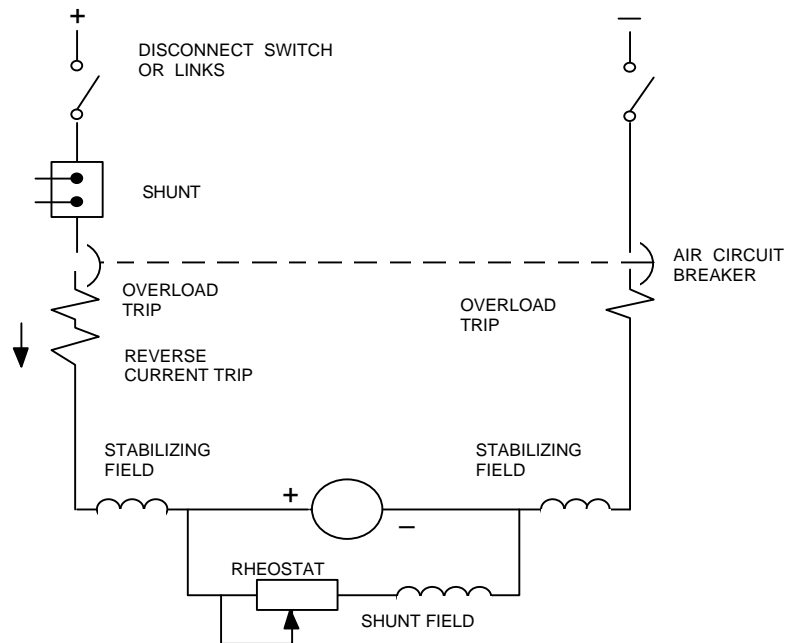 +
−
DISCONNECT SWITCH
OR LINKS
SHUNT
AIR CIRCUIT
BREAKER
OVERLOAD
TRIP
OVERLOAD
TRIP
REVERSE
CURRENT TRIP
STABILIZING
FIELD
STABILIZING
FIELD
+
−
RHEOSTAT
SHUNT FIELD